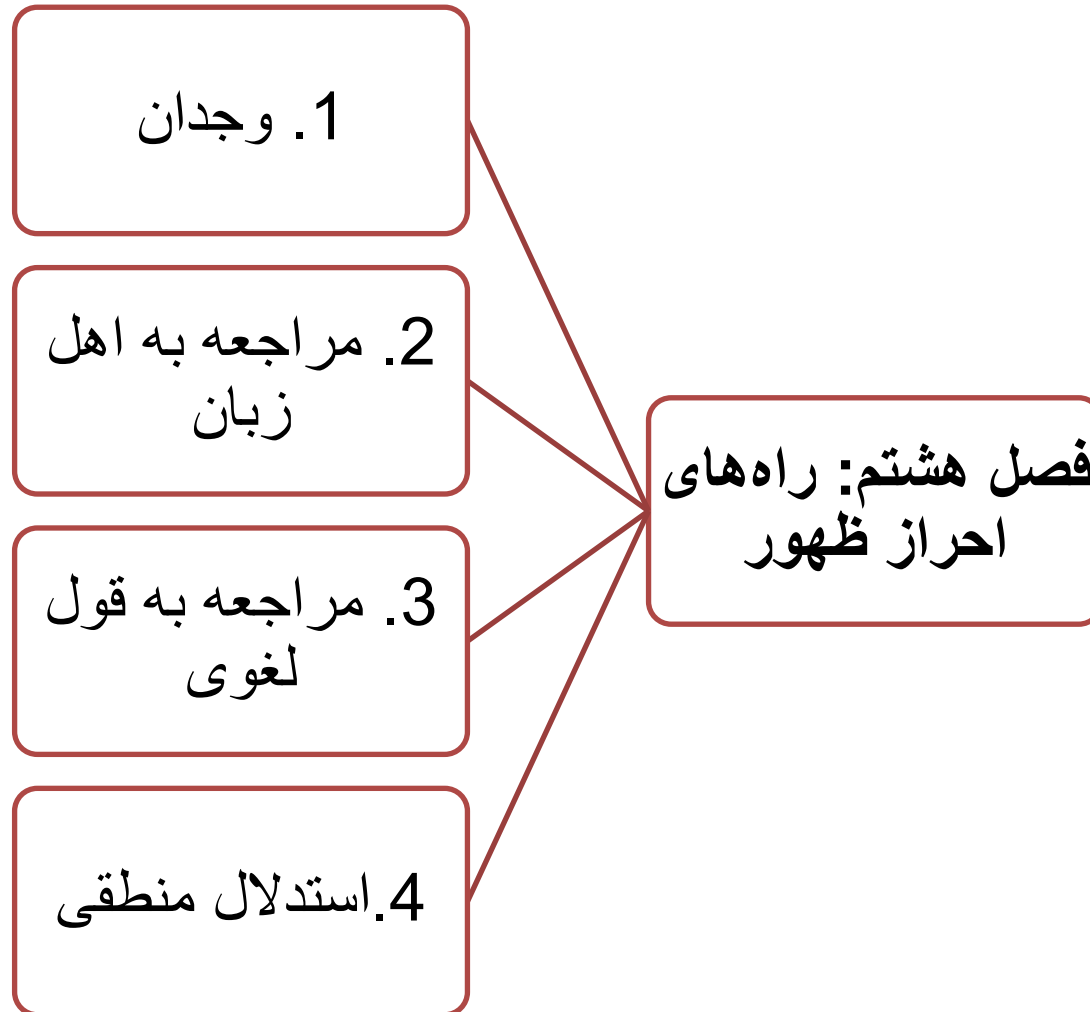 فصل هشتم: راه‌های
احراز ظهور
1. وجدان
2. مراجعه به اهل
زبان
3. مراجعه به قول
لغوی
4.استدلال منطقی